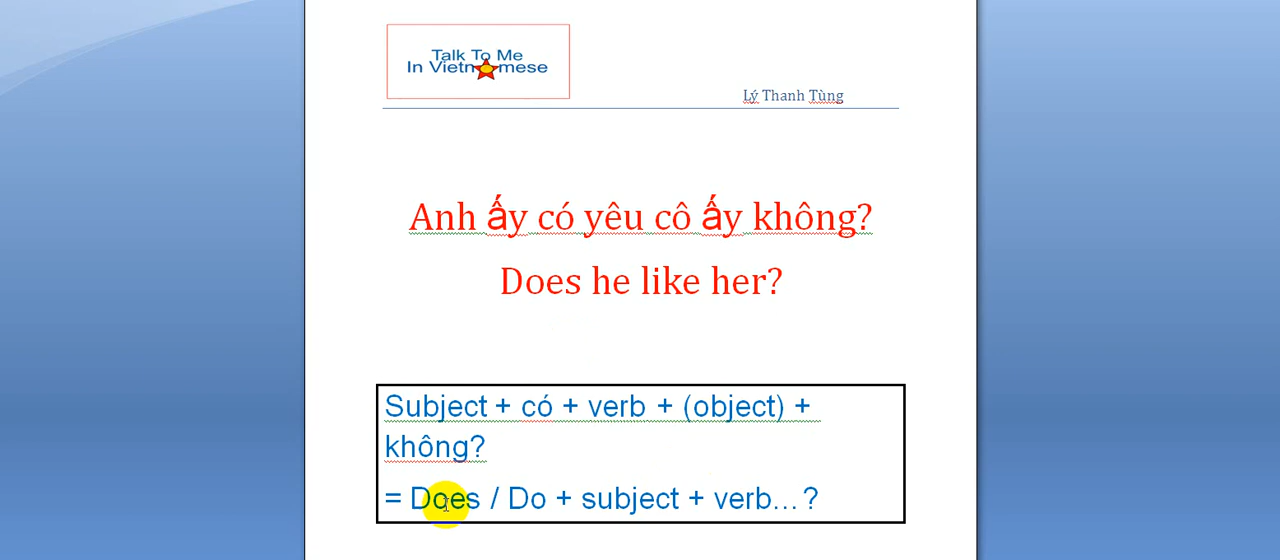 Talk To Me
In Vietnamese
Lý Thanh Tùng
Anh ấy có yêu cô ấy không?
Does he like her?
Subject + có + verb + (object) +
không?
= Does / Do + subject + verb...?